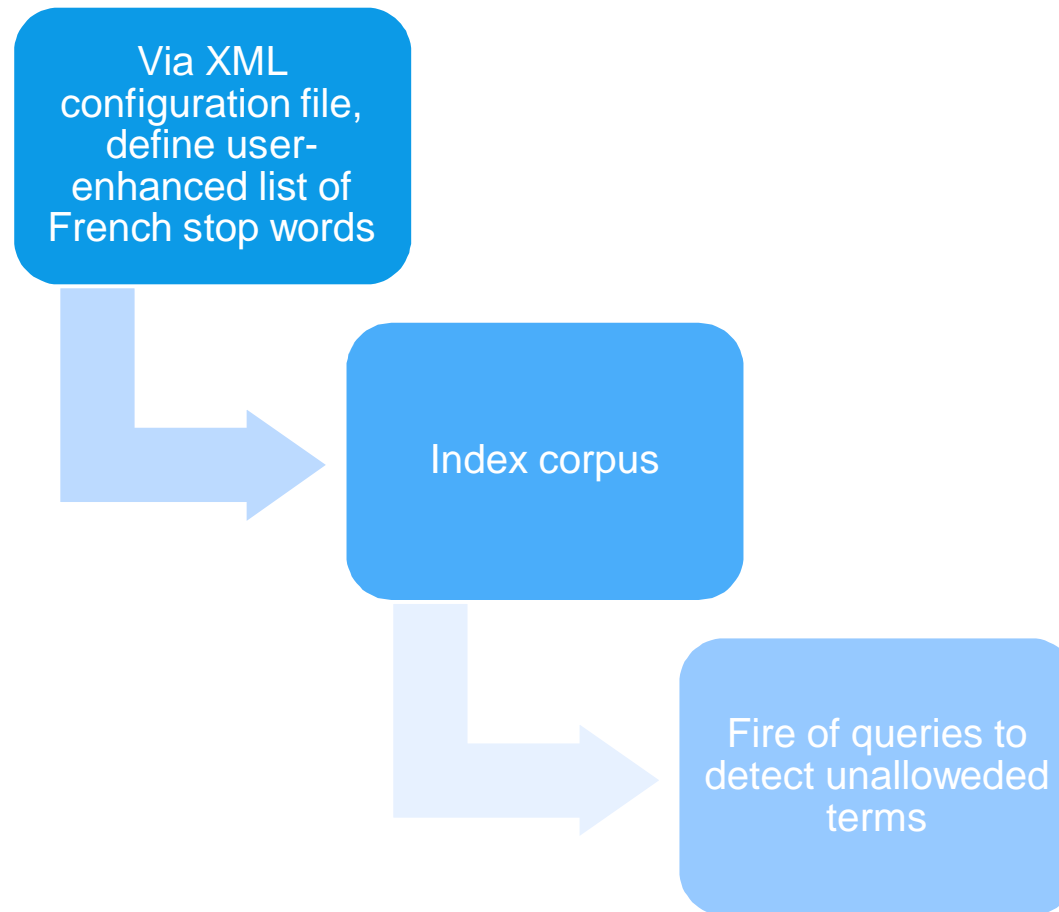 Via XML
configuration file,
define user-
enhanced list of
French stop words
Index corpus
Fire of queries to
detect unalloweded
terms